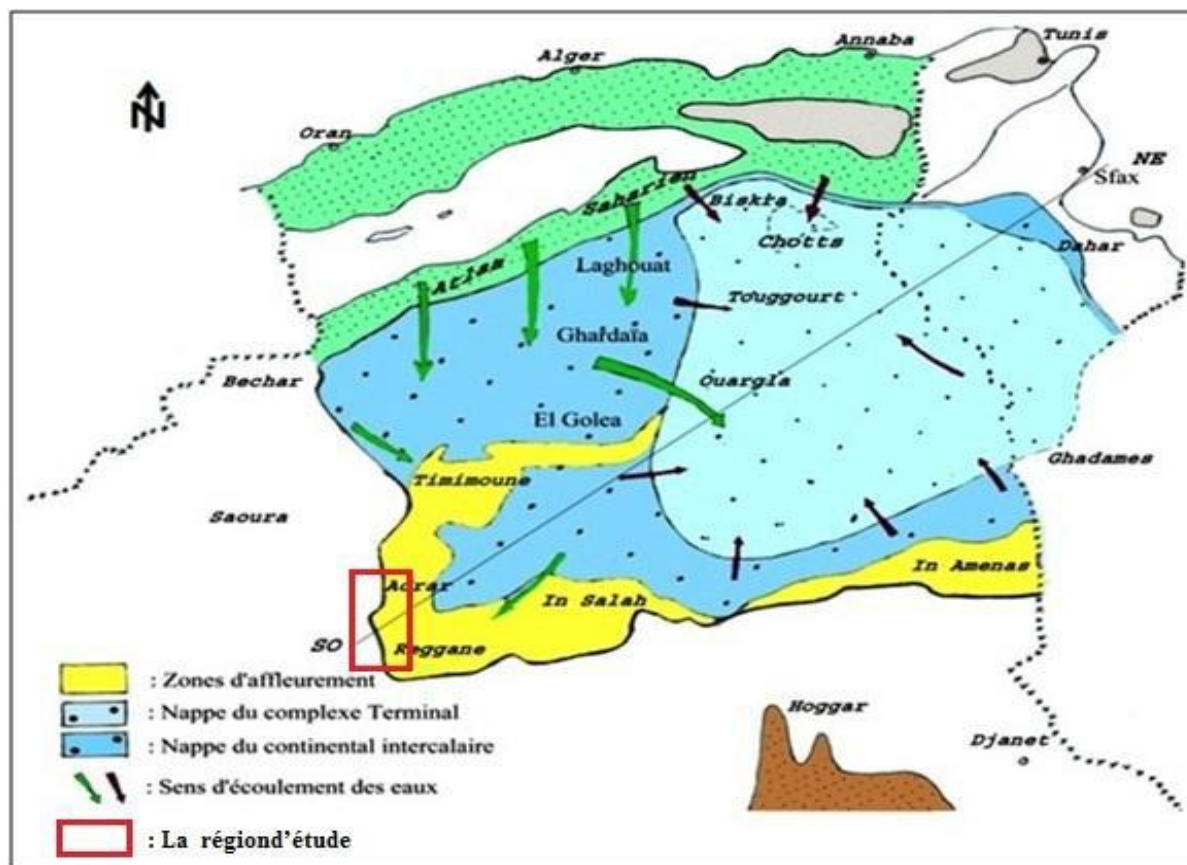 Tunis
Annaba
Alger
N
Oran
NE
Sfax
Saharien
Biskra
Chotts
Dahar
Atlas
Laghouat
Touggourt
Ghardaïa
Bechar
Ouargla
El Golea
Ghadames
Timimoune
Saoura
In Amenas
Adrar
In Salah
SO
Reggane
: Zones d'affleurement
: Nappe du complexe Terminal
: Nappe du continental intercalaire
: Sens d'écoulement des eaux
: La régiond'étude
Hoggar
Djanet